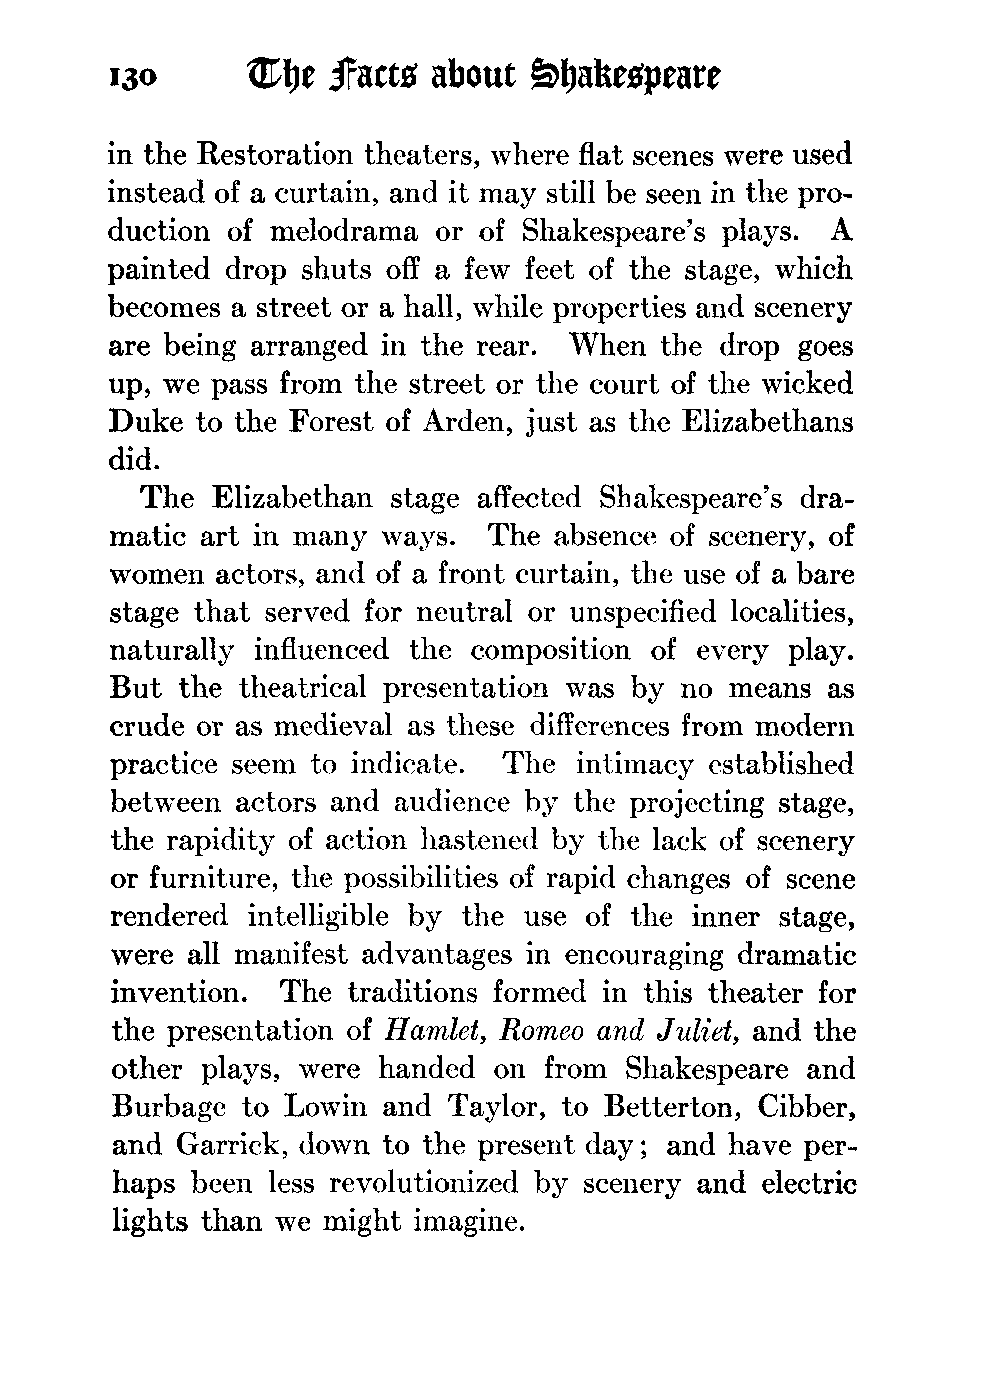 130 The Facts about Shakespeare
in the Restoration theaters, where flat scenes were used
instead of a curtain, and it may still be seen in the pro-
duction of melodrama or of Shakespeare's plays. A
painted drop shuts off a few feet of the stage, which
becomes a street or a hall, while properties and scenery
are being arranged in the rear. When the drop goes
up, we pass from the street or the court of the wicked
Duke to the Forest of Arden, just as the Elizabethans
did.
The Elizabethan stage affected Shakespeare's dra-
matic art in many ways. The absence of scenery, of
women actors, and of a front curtain, the use of a bare
stage that served for neutral or unspecified localities,
naturally influenced the composition of every play.
But the theatrical presentation was by no means as
crude or as medieval as these differences from modern
practice seem to indicate. The intimacy established
between actors and audience by the projecting stage,
the rapidity of action hastened by the lack of scenery
or furniture, the possibilities of rapid changes of scene
rendered intelligible by the use of the inner stage,
were all manifest advantages in encouraging dramatic
invention. The traditions formed in this theater for
the presentation of Hamlet, Romeo and Juliet, and the
other plays, were handed on from Shakespeare and
Burbage to Lowin and Taylor, to Betterton, Cibber,
and Garrick, down to the present day; and have per-
haps been less revolutionized by scenery and electric
lights than we might imagine.